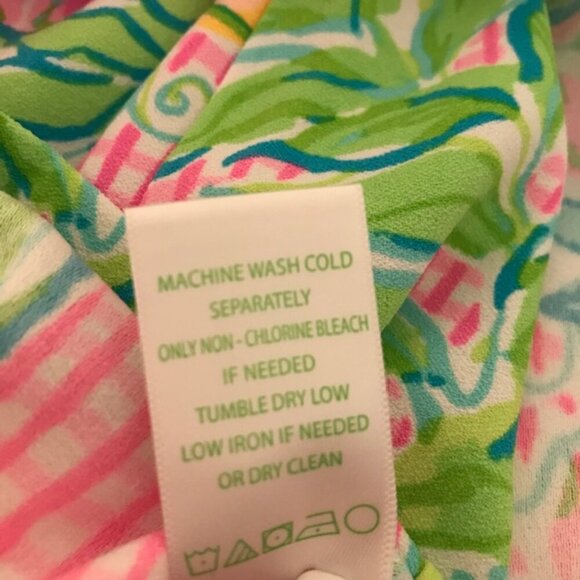 MACHINE WASH COLD
SEPARATELY
ONLY NON - CHLORINE BLEACH
IF NEEDED
TUMBLE DRY LOW
LOW IRON IF NEEDED
OR DRY CLEAN